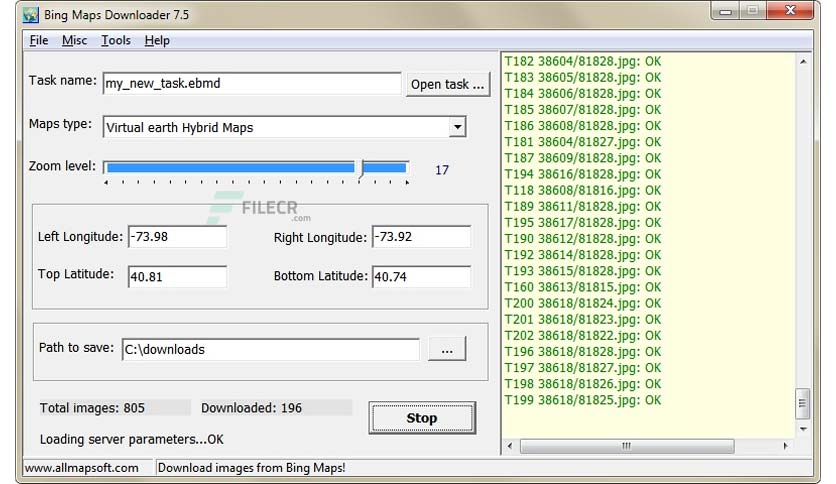 Bing Maps Downloader 7.5
File Misc Tools Help
Task name: my_new_task.ebmd Open task ...
Maps type: Virtual earth Hybrid Maps
Zoom level: 17
FILECR
.com
Left Longitude: -73.98 Right Longitude: -73.92
Top Latitude: 40.81 Bottom Latitude: 40.74
Path to save: C:\downloads ...
Total images: 805 Downloaded: 196
Stop
Loading server parameters...OK
T182 38604/81828.jpg: OK
T183 38605/81828.jpg: OK
T184 38606/81828.jpg: OK
T185 38607/81828.jpg: OK
T186 38608/81828.jpg: OK
T181 38604/81827.jpg: OK
T187 38609/81828.jpg: OK
T194 38616/81828.jpg: OK
T118 38608/81816.jpg: OK
T189 38611/81828.jpg: OK
T195 38617/81828.jpg: OK
T190 38612/81828.jpg: OK
T192 38614/81828.jpg: OK
T193 38615/81828.jpg: OK
T160 38613/81815.jpg: OK
T200 38618/81824.jpg: OK
T201 38618/81823.jpg: OK
T202 38618/81822.jpg: OK
T196 38618/81828.jpg: OK
T197 38618/81827.jpg: OK
T198 38618/81826.jpg: OK
T199 38618/81825.jpg: OK
www.allmapsoft.com Download images from Bing Maps!